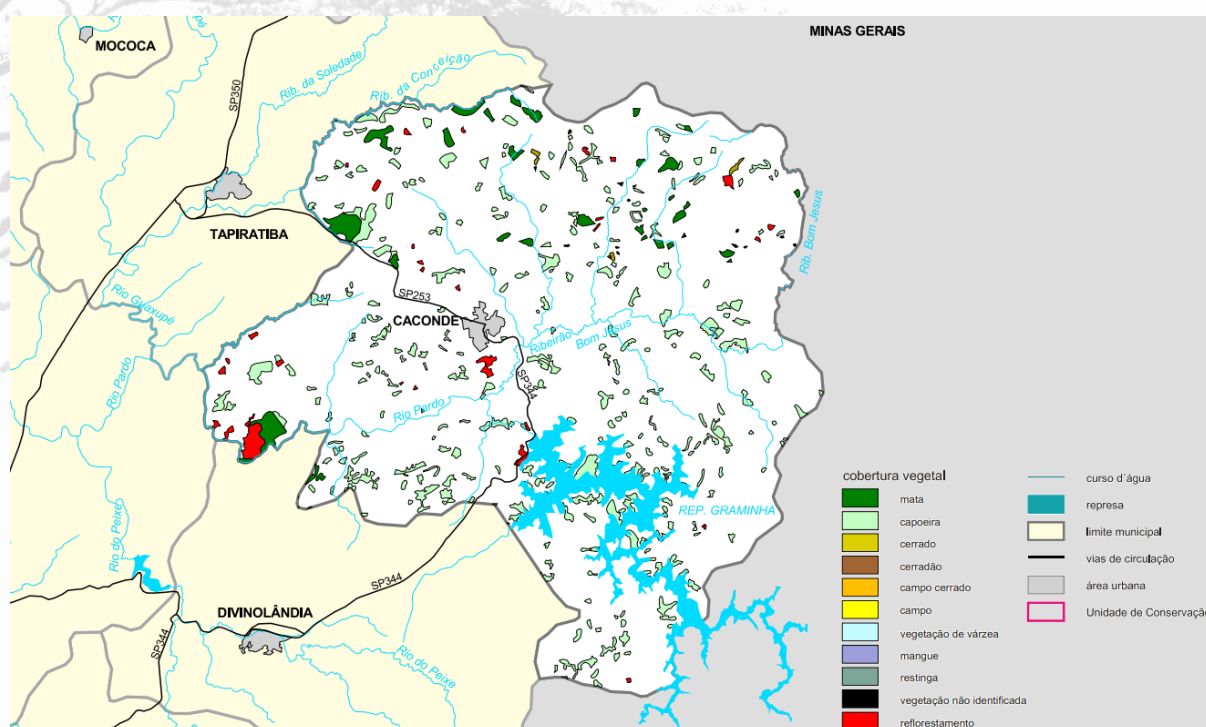 MINAS GERAIS
MOCOCA
Rib. da Soledade
Rib. da Conceição
SP350
TAPIRATIBA
Rib. Bom Jesus
Rio Guaxupé
SP253
CACONDE
Ribeirão Bom Jesus
Rio Pardo
SP344
Rio Pardo
REP. GRAMINHA
Rib. do Peixe
SP344
DIVINOLÂNDIA
SP344
Rio do Peixe
cobertura vegetal
mata
capoeira
cerrado
cerradão
campo cerrado
campo
vegetação de várzea
mangue
restinga
vegetação não identificada
reflorestamento
curso d´água
represa
limite municipal
vias de circulação
área urbana
Unidade de Conservação